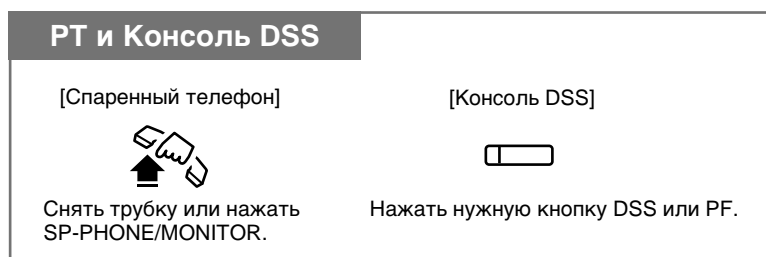 PT и Консоль DSS
[Спаренный телефон]
[Консоль DSS]
Снять трубку или нажать
SP-PHONE/MONITOR.
Нажать нужную кнопку DSS или PF.